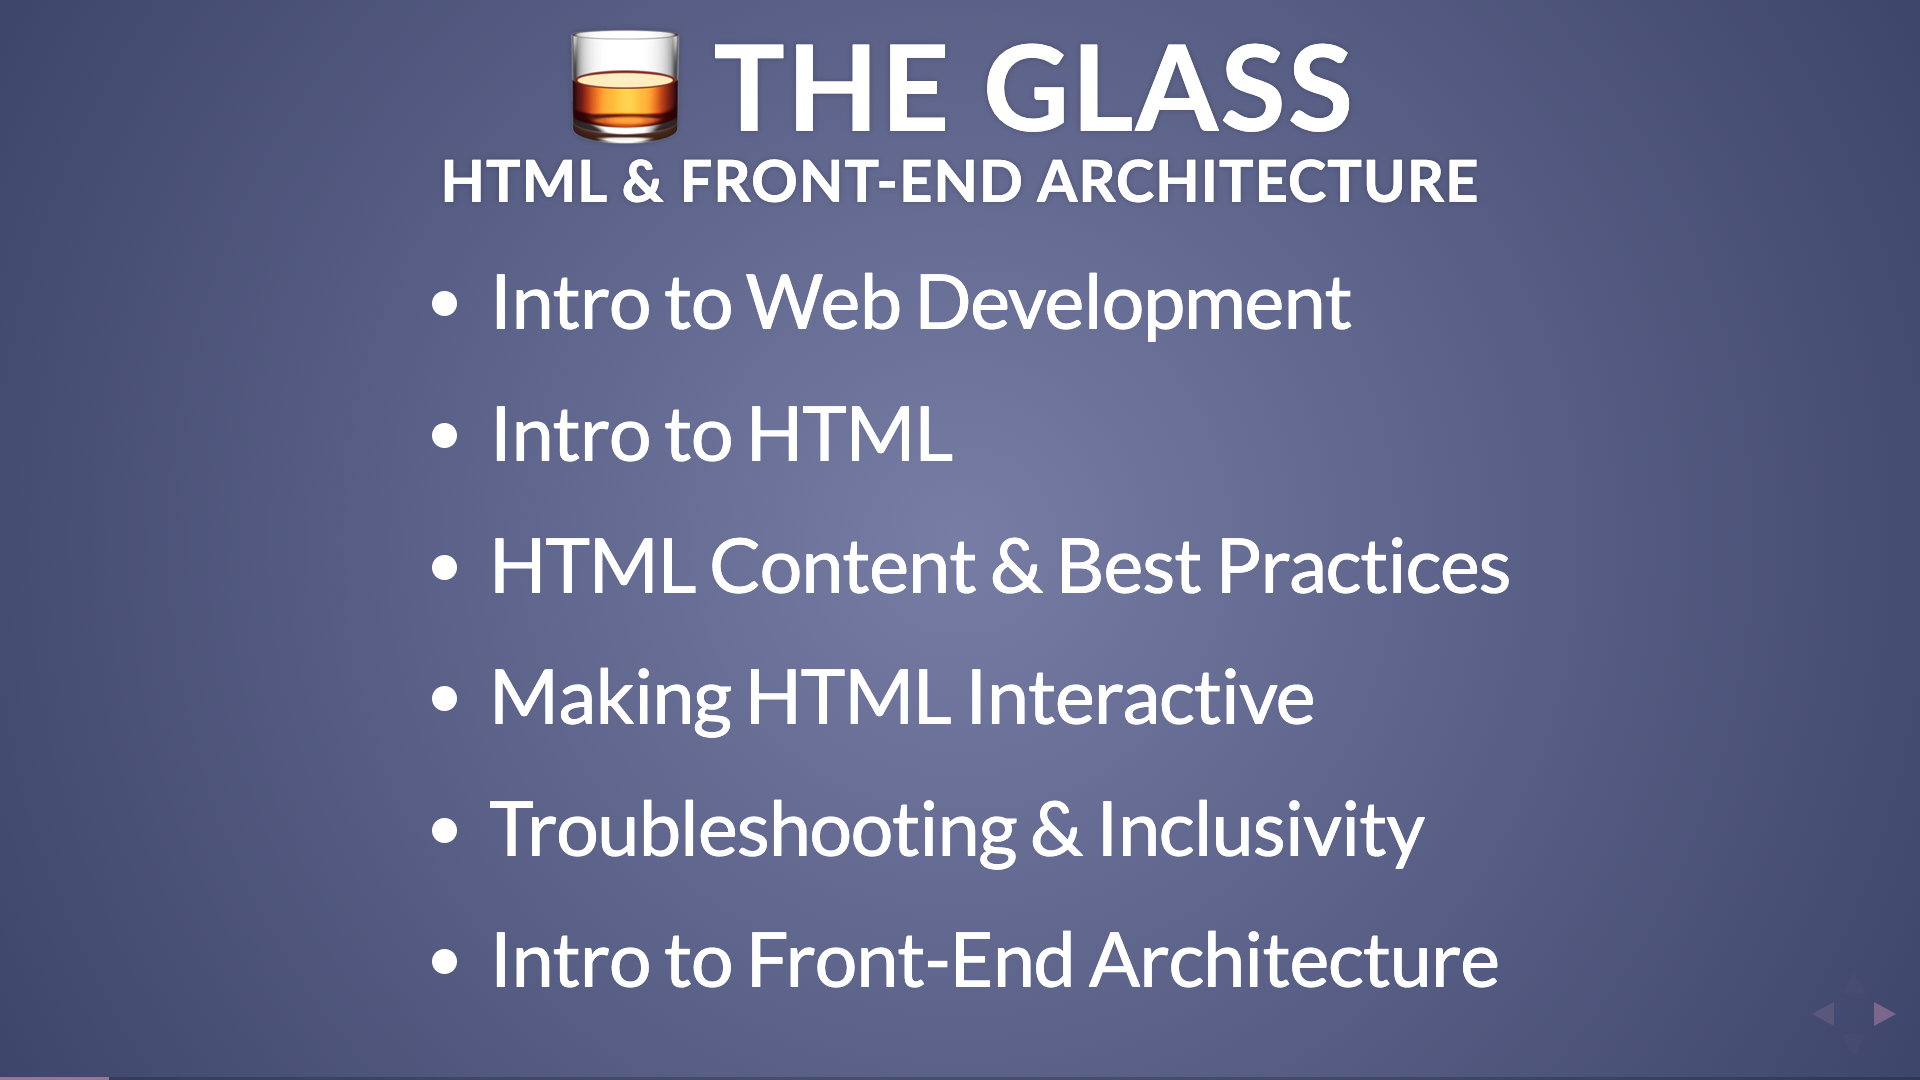 THE GLASS
HTML & FRONT-END ARCHITECTURE
• Intro to Web Development
• Intro to HTML
• HTML Content & Best Practices
• Making HTML Interactive
• Troubleshooting & Inclusivity
• Intro to Front-End Architecture